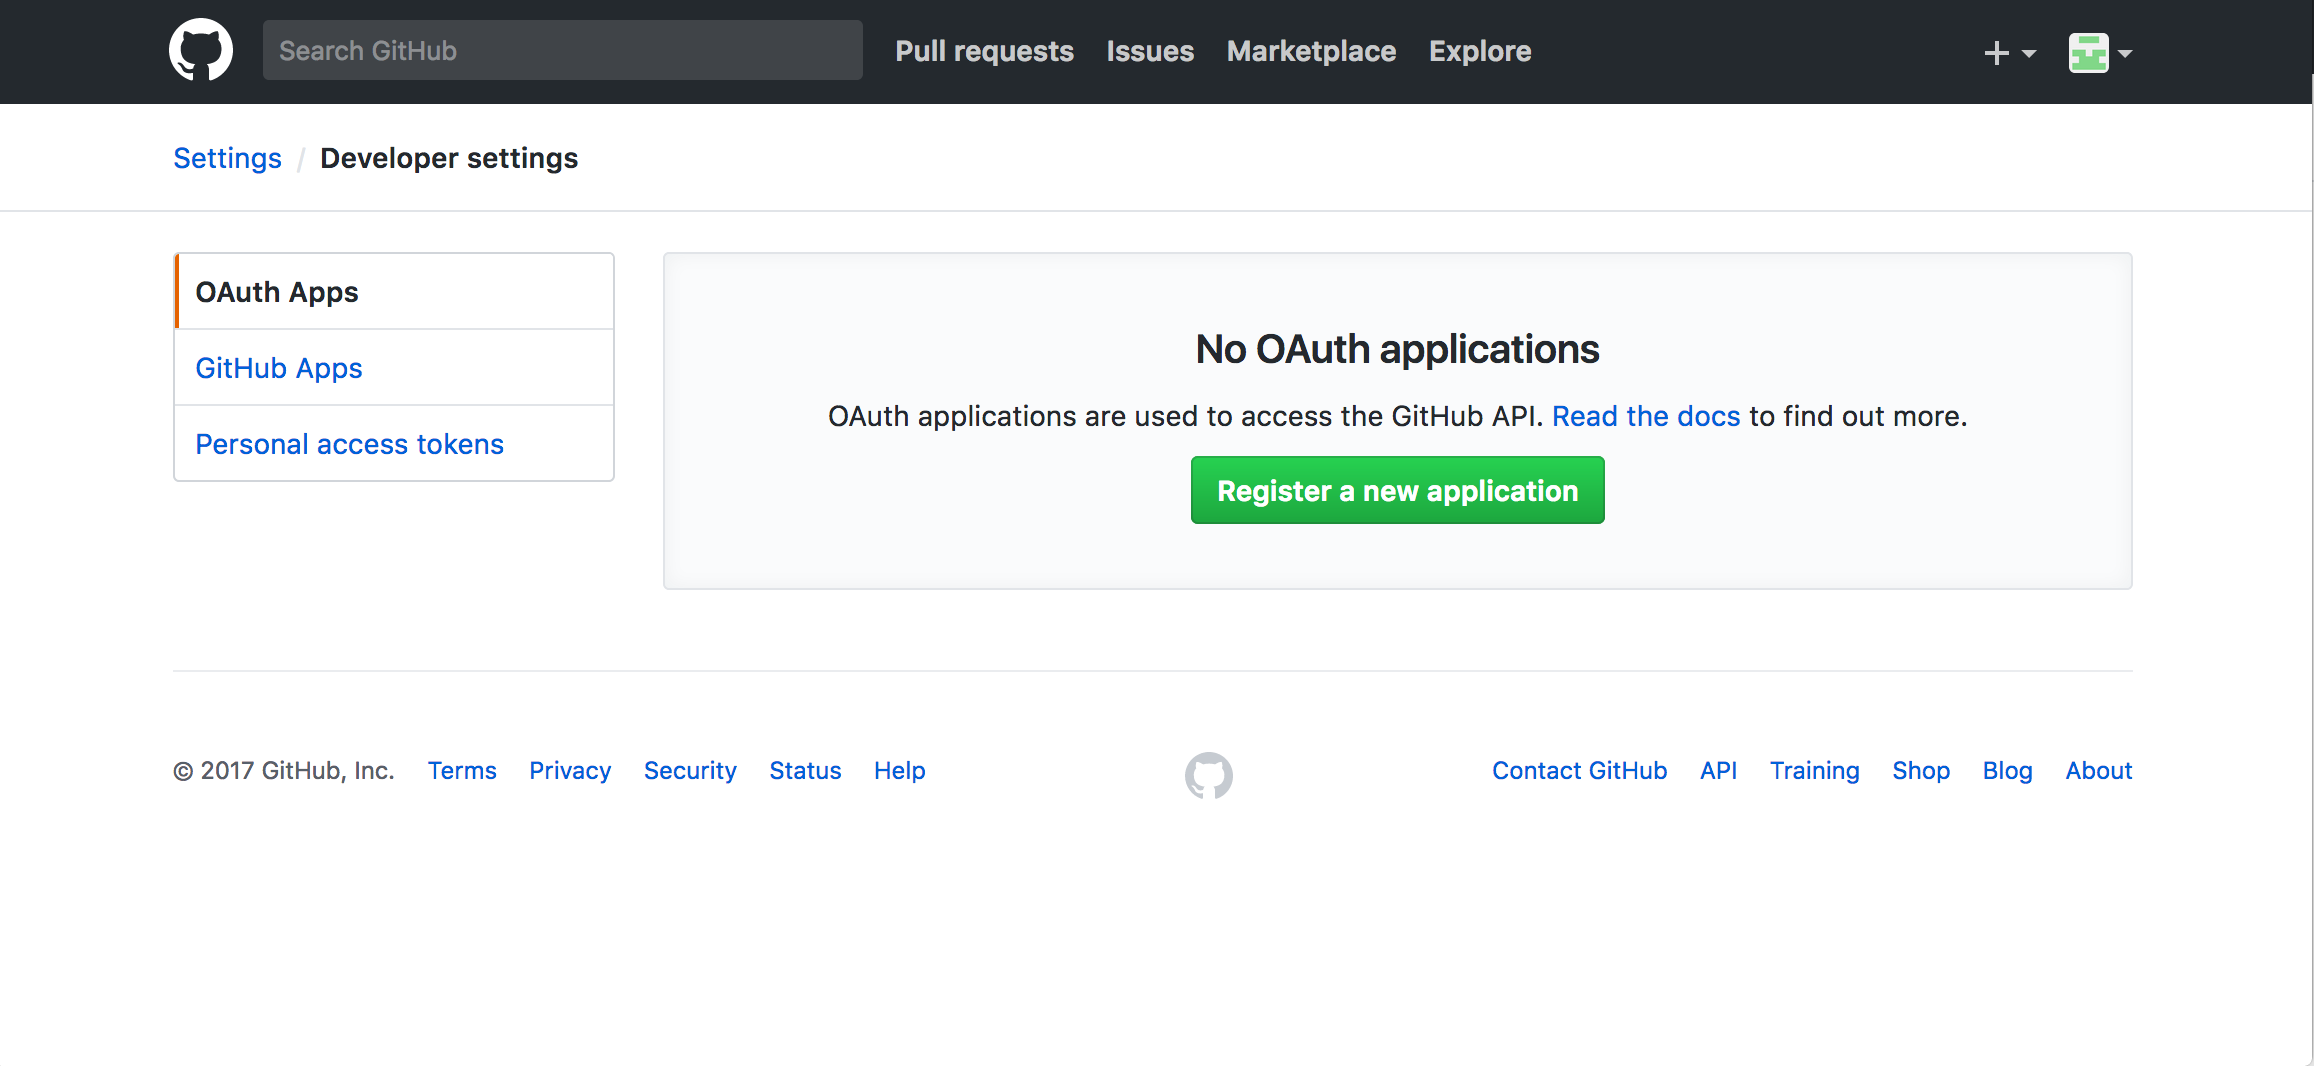 Search GitHub Pull requests Issues Marketplace Explore
Settings / Developer settings
OAuth Apps
GitHub Apps
Personal access tokens
No OAuth applications
OAuth applications are used to access the GitHub API. Read the docs to find out more.
Register a new application
© 2017 GitHub, Inc. Terms Privacy Security Status Help Contact GitHub API Training Shop Blog About